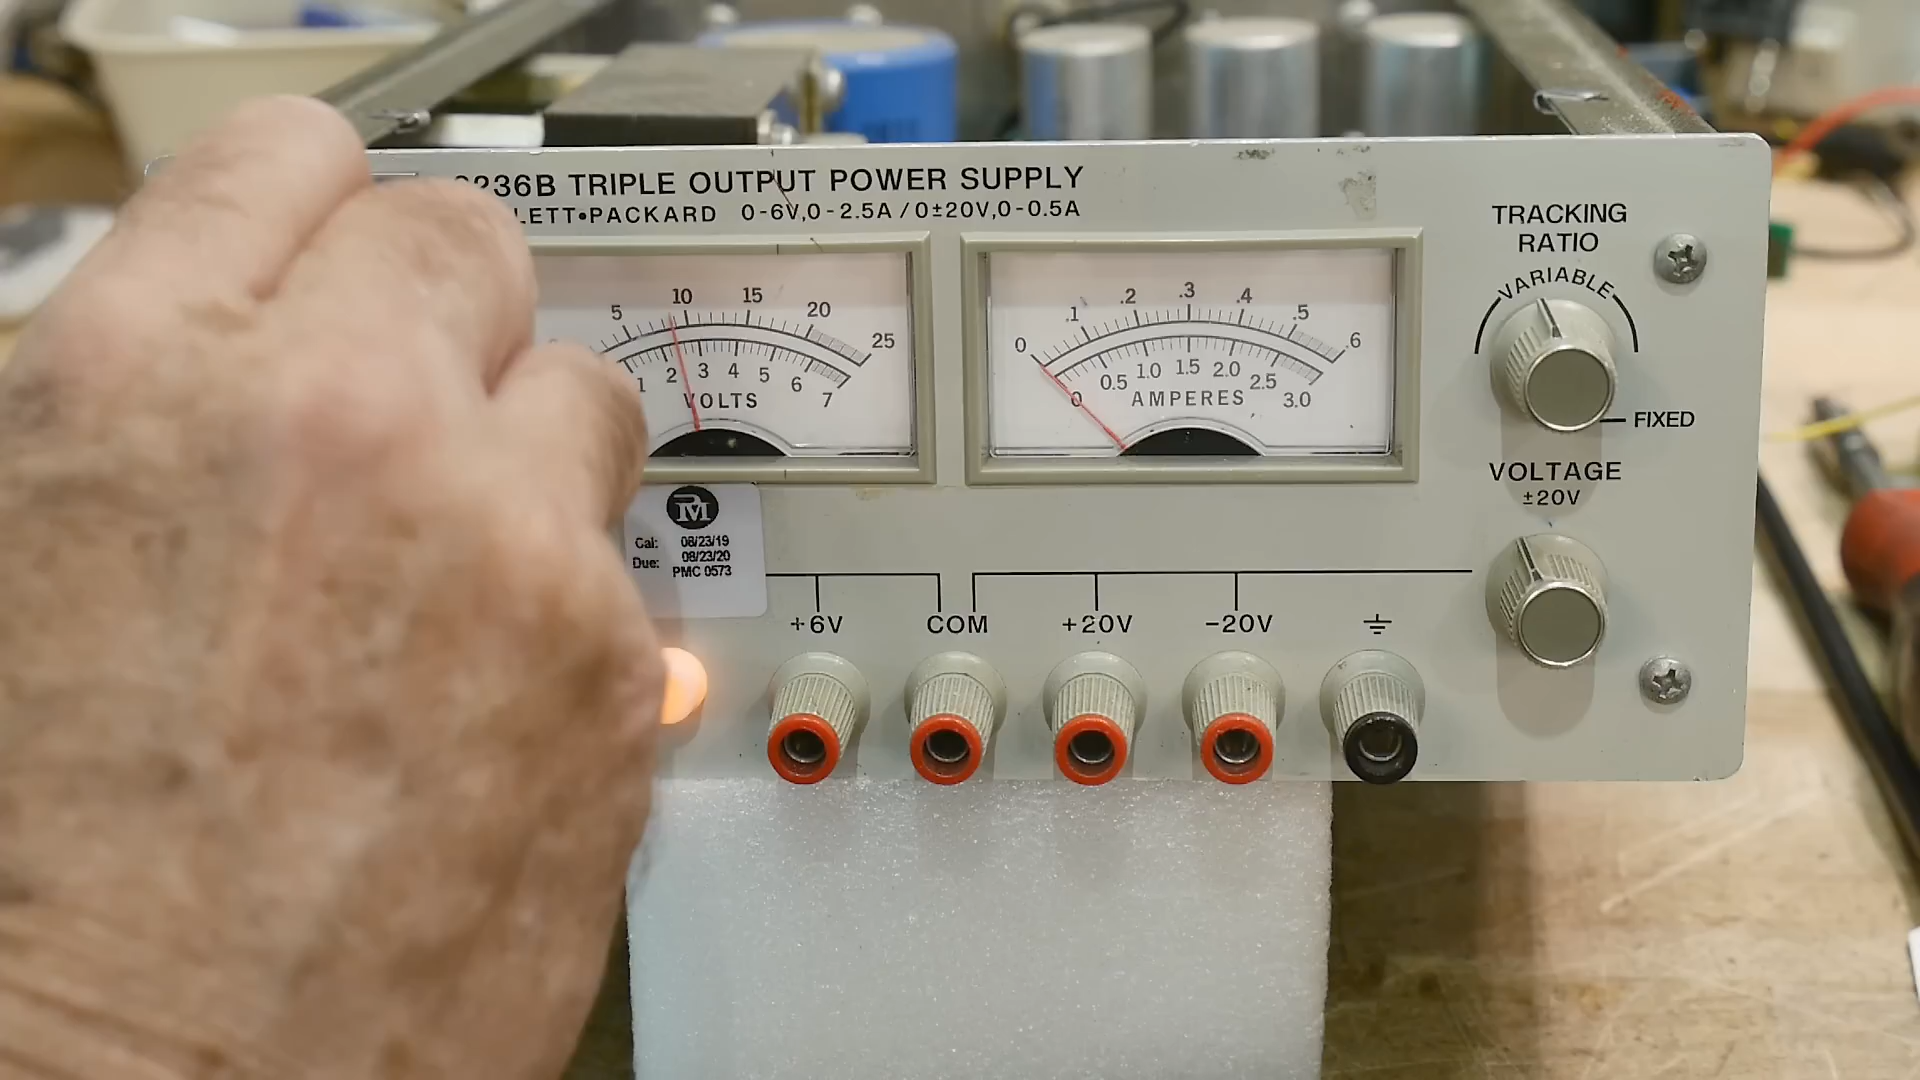 236B TRIPLE OUTPUT POWER SUPPLY
LETT•PACKARD 0-6V,0-2.5A / 0±20V,0-0.5A
5 10 15 20 25
1 2 3 4 5 6 7
VOLTS
0 .1 .2 .3 .4 .5 .6
0 0.5 1.0 1.5 2.0 2.5 3.0
AMPERES
TRACKING
RATIO
VARIABLE
FIXED
VOLTAGE
±20V
Cal: 08/23/19
Due: 08/23/20
PMC 0573
+6V COM +20V -20V